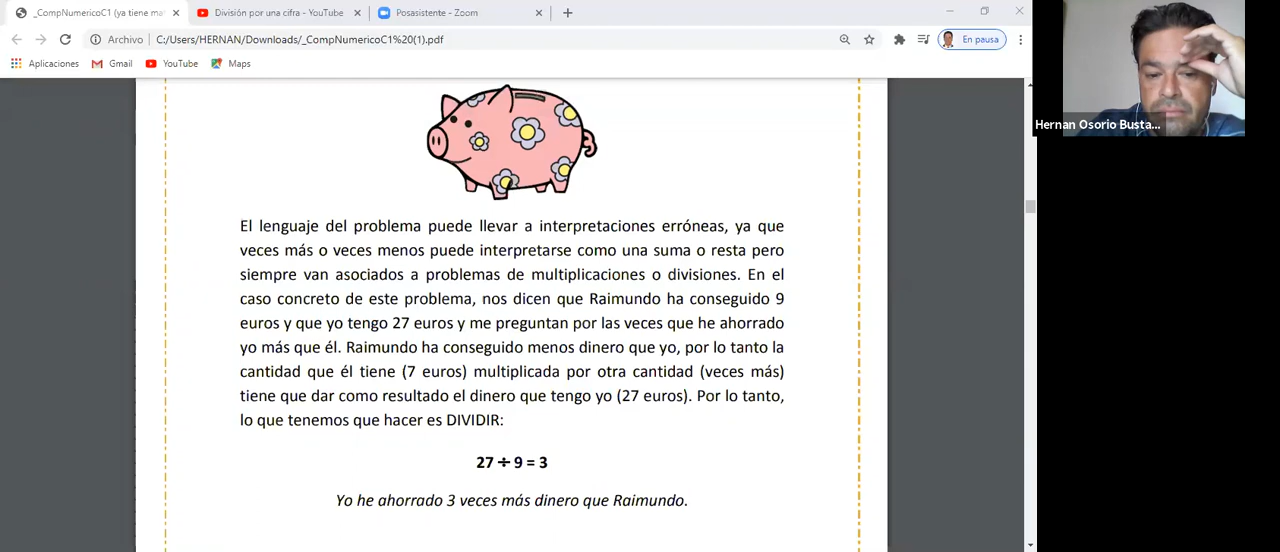 _CompNumericoC1 (ya tiene mat
División por una cifra - YouTube
Posasistente - Zoom
Archivo
C:/Users/HERNAN/Downloads/_CompNumericoC1%20(1).pdf
En pausa
Aplicaciones
Gmail
YouTube
Maps
Hernan Osorio Busta...
El lenguaje del problema puede llevar a interpretaciones erróneas, ya que
veces más o veces menos puede interpretarse como una suma o resta pero
siempre van asociados a problemas de multiplicaciones o divisiones. En el
caso concreto de este problema, nos dicen que Raimundo ha conseguido 9
euros y que yo tengo 27 euros y me preguntan por las veces que he ahorrado
yo más que él. Raimundo ha conseguido menos dinero que yo, por lo tanto la
cantidad que él tiene (7 euros) multiplicada por otra cantidad (veces más)
tiene que dar como resultado el dinero que tengo yo (27 euros). Por lo tanto,
lo que tenemos que hacer es DIVIDIR:
27 ÷ 9 = 3
Yo he ahorrado 3 veces más dinero que Raimundo.